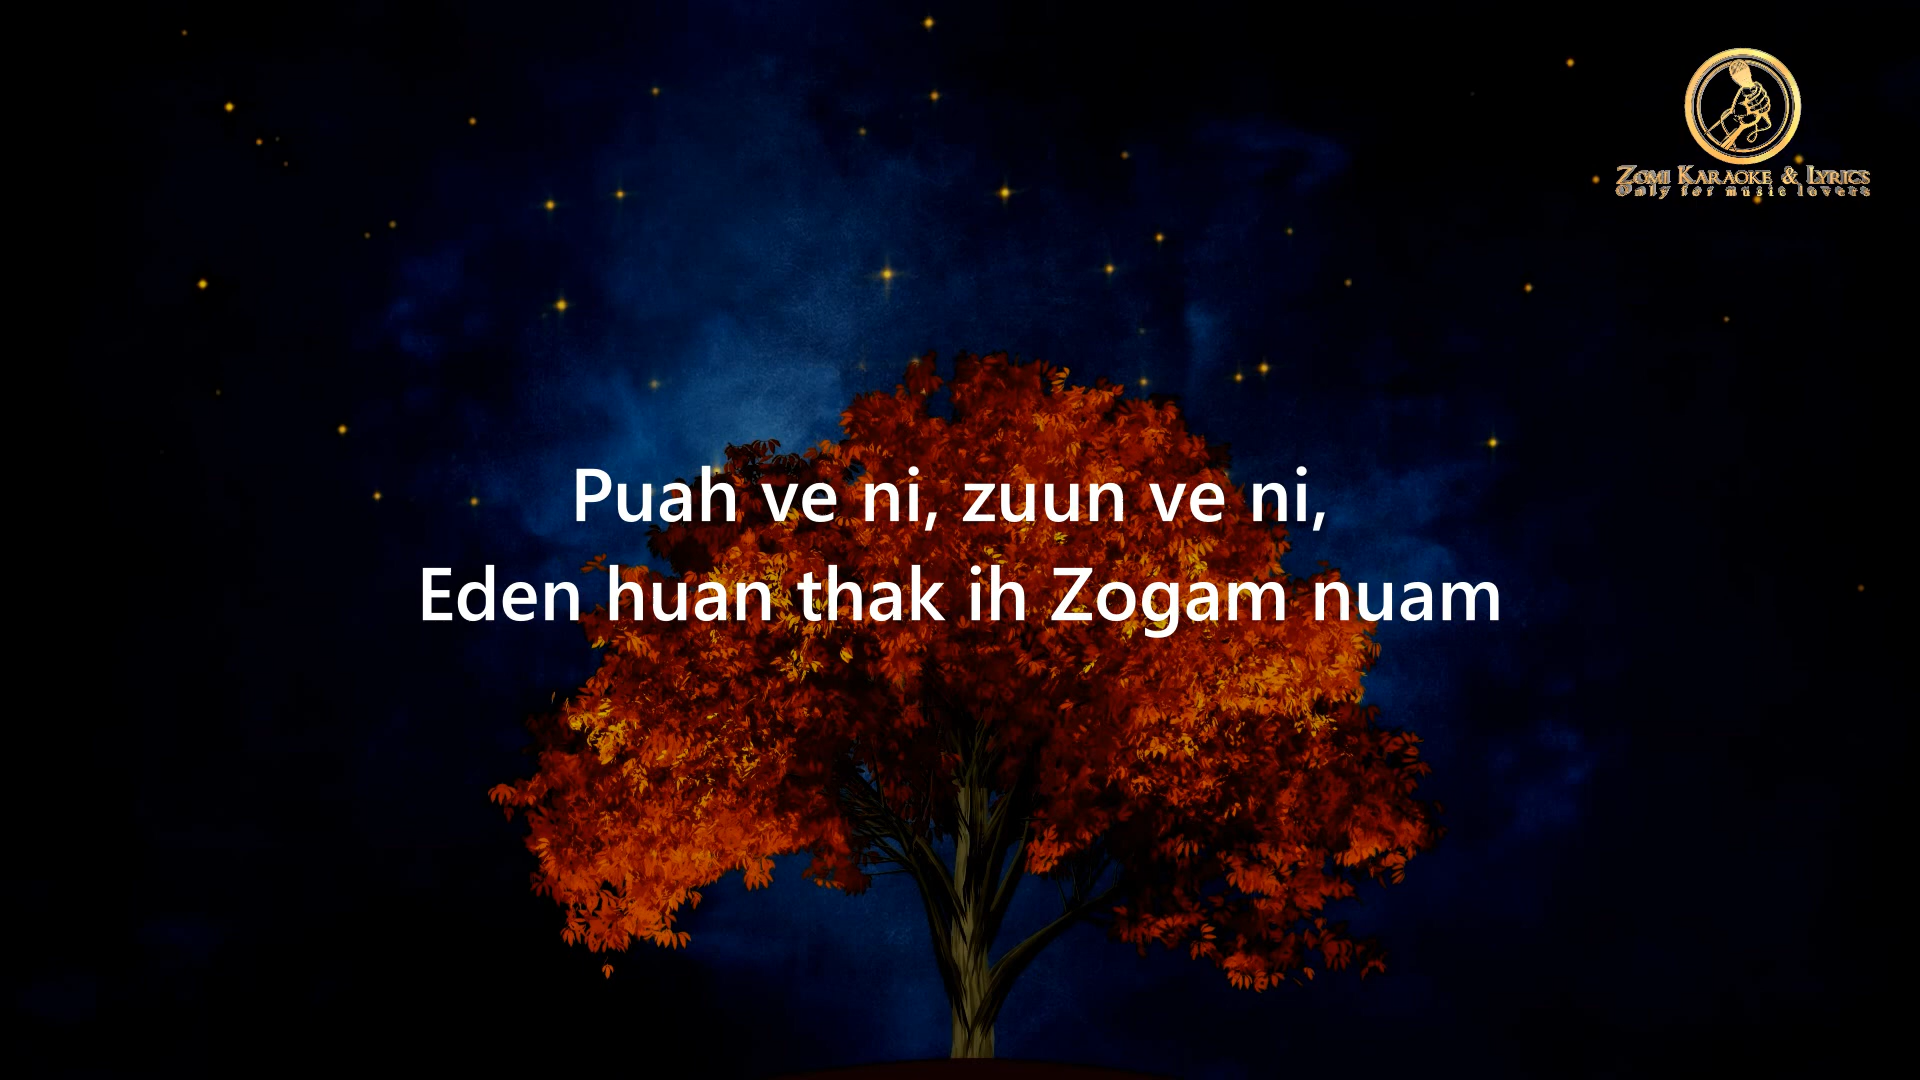 Zomi Karaoke & Lyrics
Only for music lovers
Puah ve ni, zuun ve ni,
Eden huan thak ih Zogam nuam